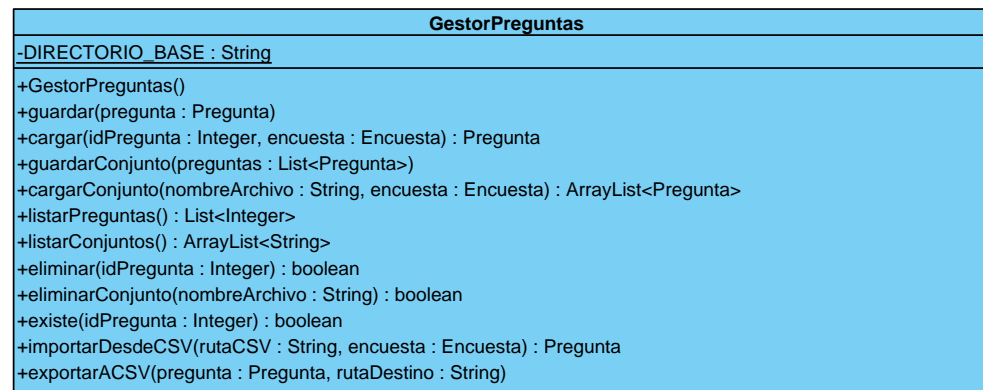 GestorPreguntas
-DIRECTORIO_BASE : String
+GestorPreguntas()
+guardar(pregunta : Pregunta)
+cargar(idPregunta : Integer, encuesta : Encuesta) : Pregunta
+guardarConjunto(preguntas : List<Pregunta>)
+cargarConjunto(nombreArchivo : String, encuesta : Encuesta) : ArrayList<Pregunta>
+listarPreguntas() : List<Integer>
+listarConjuntos() : ArrayList<String>
+eliminar(idPregunta : Integer) : boolean
+eliminarConjunto(nombreArchivo : String) : boolean
+existe(idPregunta : Integer) : boolean
+importarDesdeCSV(rutaCSV : String, encuesta : Encuesta) : Pregunta
+exportarACSV(pregunta : Pregunta, rutaDestino : String)